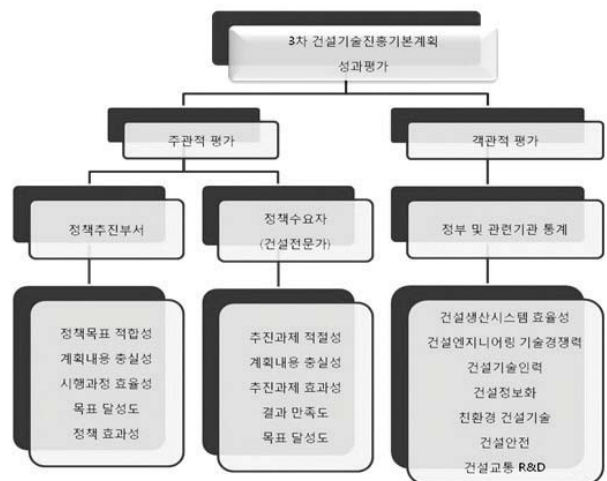 3차 건설기술진흥기본계획
성과평가
주관적 평가
객관적 평가
정책추진부서
정책수요자
(건설전문가)
정부 및 관련기관 통계
정책목표 적합성
계획내용 충실성
시행과정 효율성
목표 달성도
정책 효과성
추진과제 적절성
계획내용 충실성
추진과제 효과성
결과 만족도
목표 달성도
건설생산시스템 효율성
건설엔지니어링 기술경쟁력
건설기술인력
건설정보화
친환경 건설기술
건설안전
건설교통 R&D